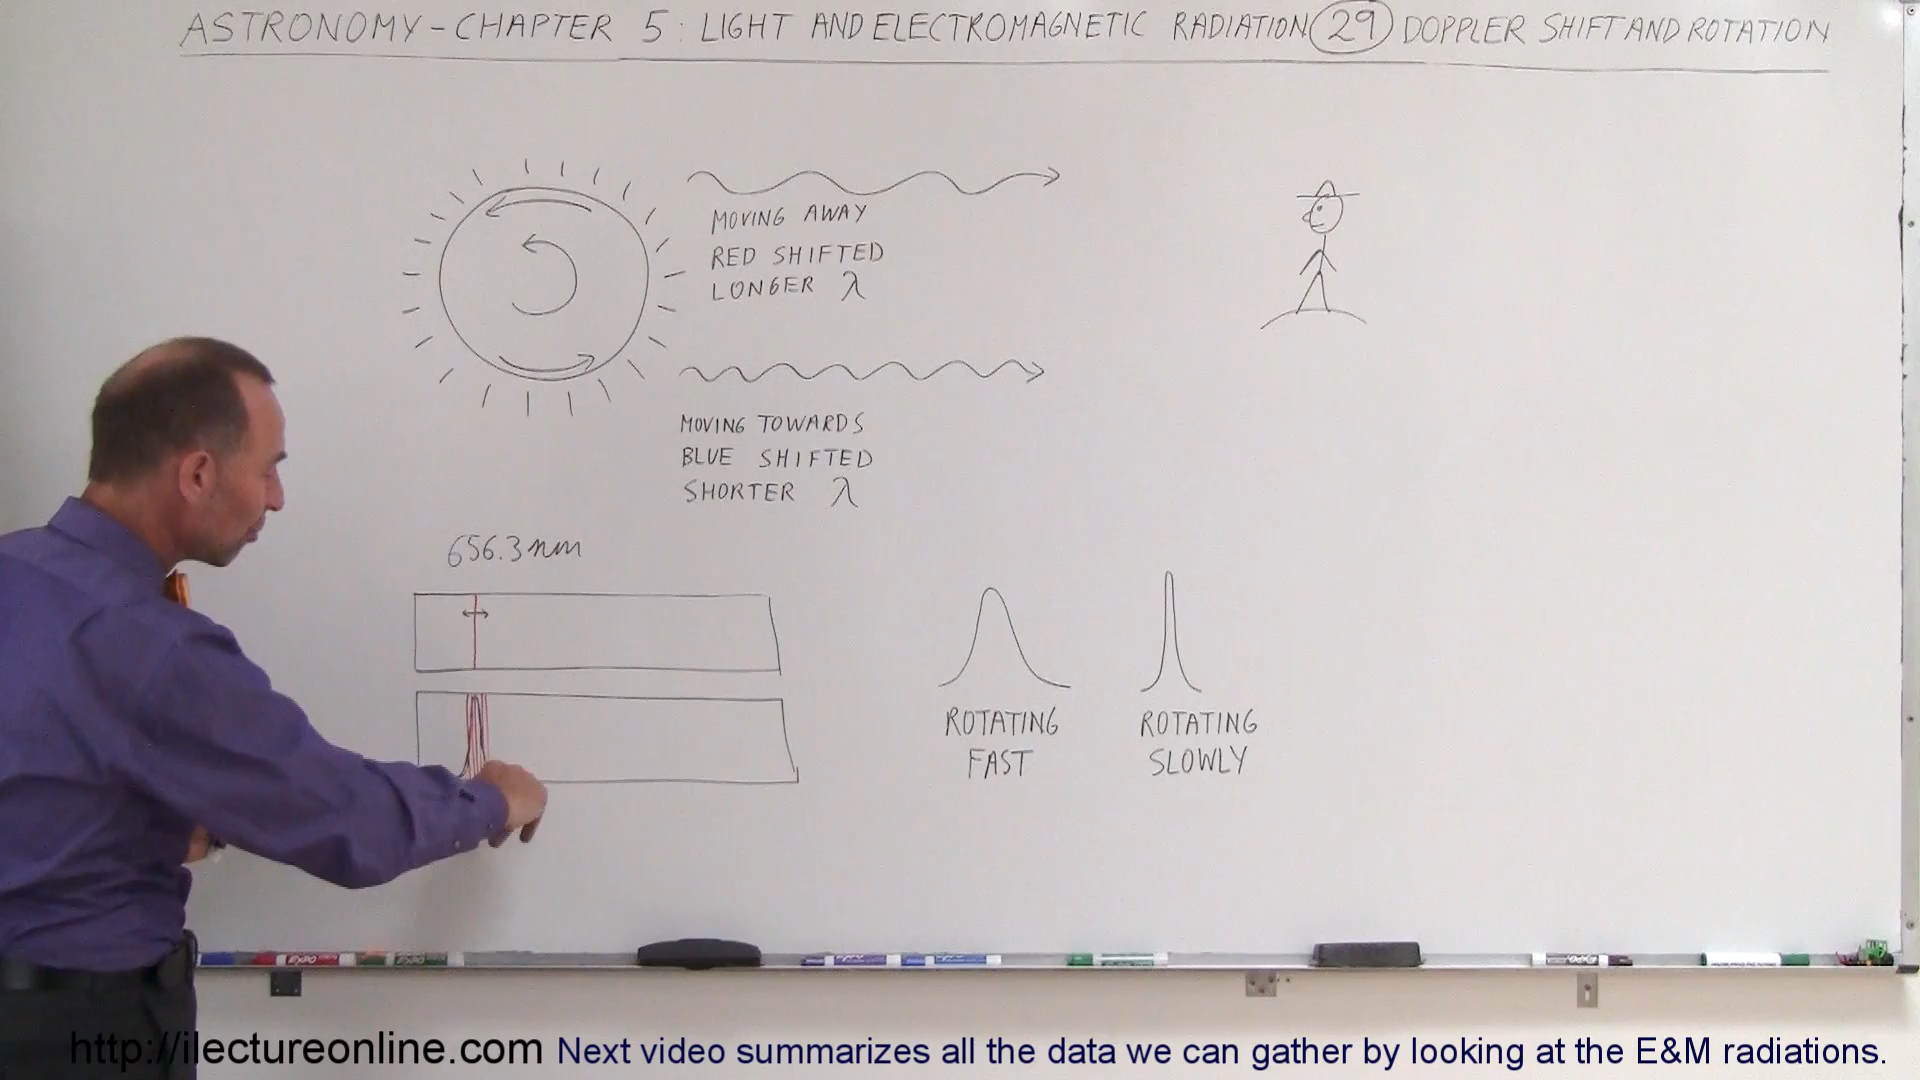 ASTRONOMY - CHAPTER 5: LIGHT AND ELECTROMAGNETIC RADIATION 29 DOPPLER SHIFT AND ROTATION
MOVING AWAY
RED SHIFTED
LONGER λ
MOVING TOWARDS
BLUE SHIFTED
SHORTER λ
656.3nm
ROTATING
FAST
ROTATING
SLOWLY
EXPO
http://ilectureonline.com Next video summarizes all the data we can gather by looking at the E&M radiations.